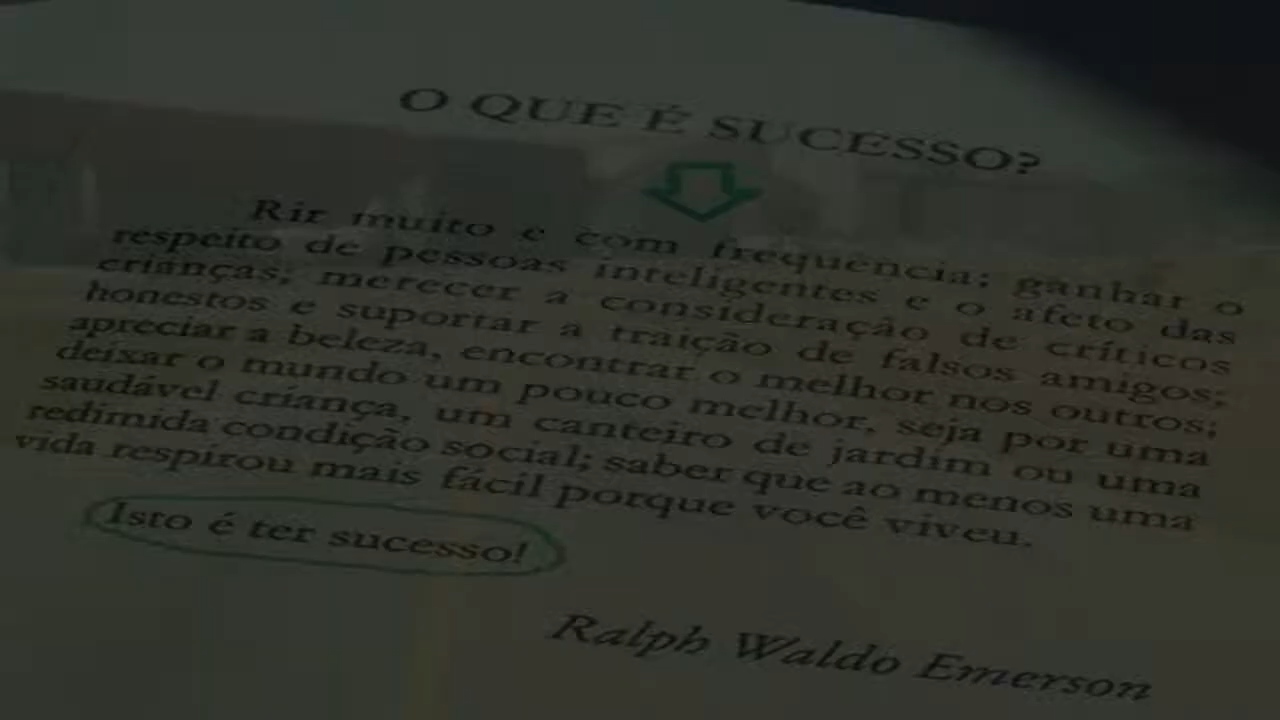 O QUE É SUCESSO?
Rir muito e com frequência; ganhar o
respeito de pessoas inteligentes e o afeto das
crianças; merecer a consideração de críticos
honestos e suportar a traição de falsos amigos;
apreciar a beleza, encontrar o melhor nos outros;
deixar o mundo um pouco melhor, seja por uma
saudável criança, um canteiro de jardim ou uma
redimida condição social; saber que ao menos uma
vida respirou mais fácil porque você viveu.
Isto é ter sucesso!
Ralph Waldo Emerson